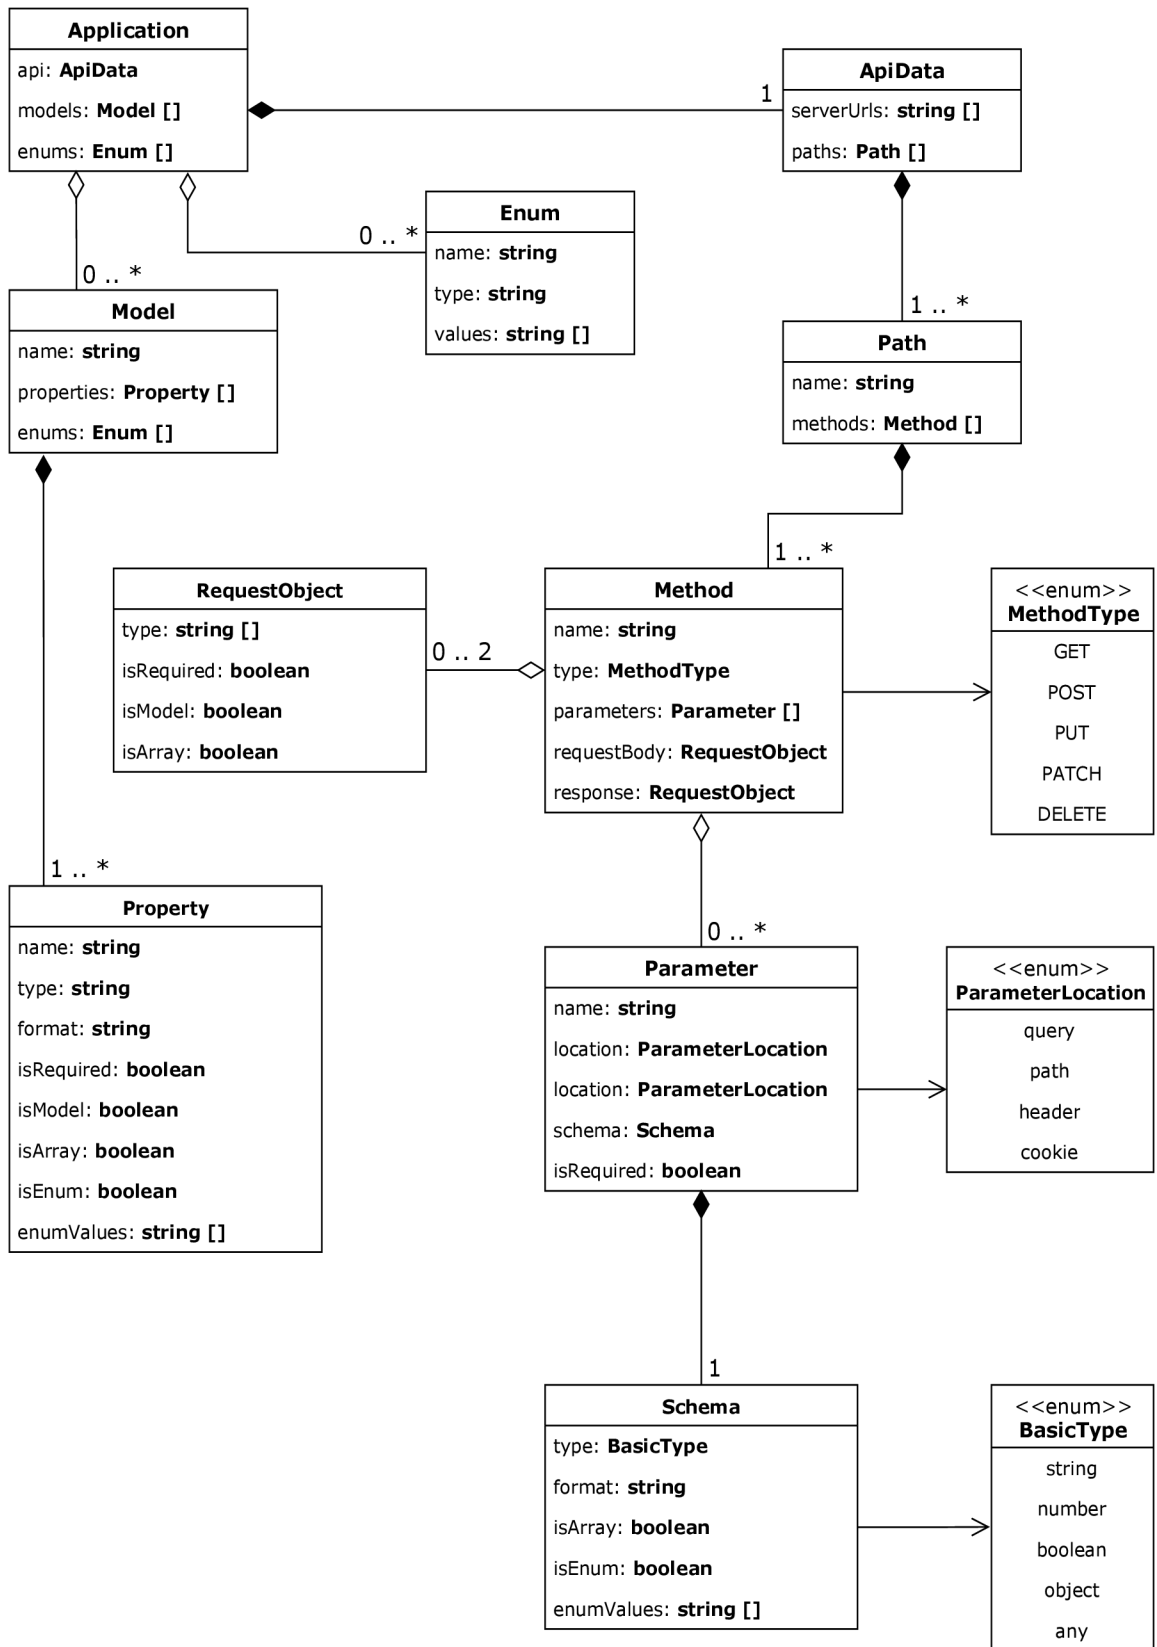 Application
api: ApiData
models: Model []
enums: Enum []
1
ApiData
serverUrls: string []
paths: Path []
0 .. *
Enum
name: string
type: string
values: string []
0 .. *
Model
name: string
properties: Property []
enums: Enum []
1 .. *
Path
name: string
methods: Method []
1 .. *
RequestObject
type: string []
isRequired: boolean
isModel: boolean
isArray: boolean
0 .. 2
Method
name: string
type: MethodType
parameters: Parameter []
requestBody: RequestObject
response: RequestObject
<<enum>>
MethodType
GET
POST
PUT
PATCH
DELETE
1 .. *
Property
name: string
type: string
format: string
isRequired: boolean
isModel: boolean
isArray: boolean
isEnum: boolean
enumValues: string []
0 .. *
Parameter
name: string
location: ParameterLocation
location: ParameterLocation
schema: Schema
isRequired: boolean
<<enum>>
ParameterLocation
query
path
header
cookie
1
Schema
type: BasicType
format: string
isArray: boolean
isEnum: boolean
enumValues: string []
<<enum>>
BasicType
string
number
boolean
object
any